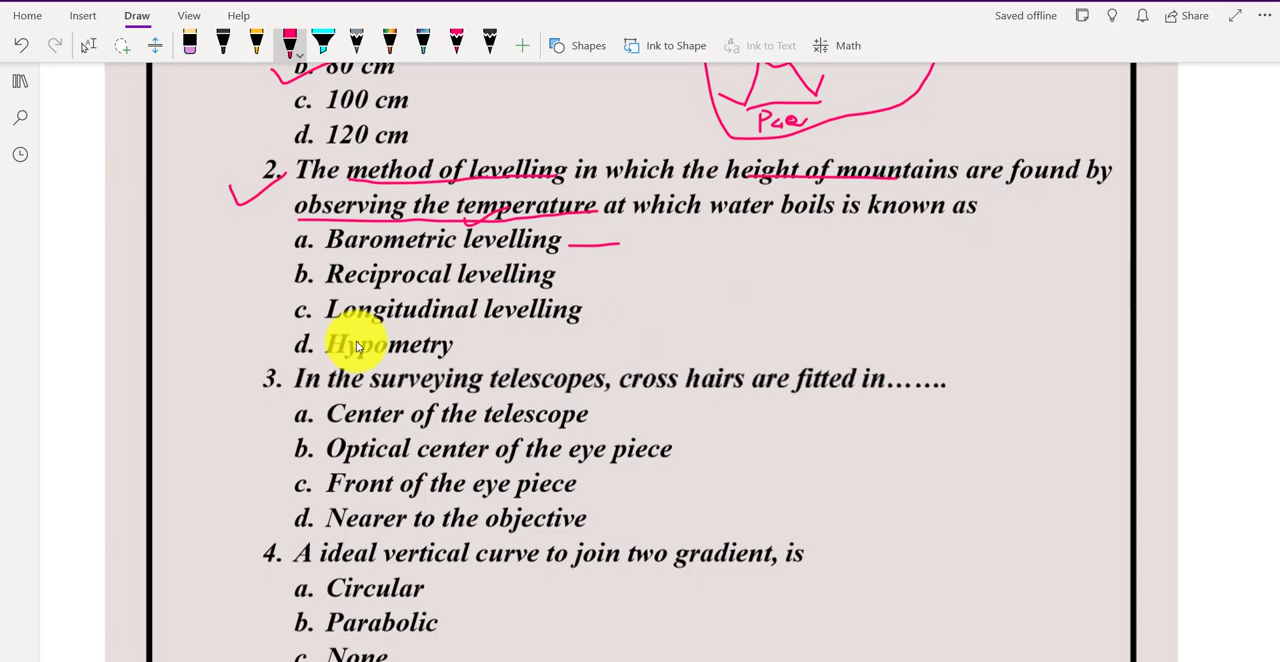 Home Insert Draw View Help Saved offline Share
Shapes Ink to Shape Ink to Text Math
b. 80 cm
c. 100 cm
Par
d. 120 cm
2. The method of levelling in which the height of mountains are found by
observing the temperature at which water boils is known as
a. Barometric levelling
b. Reciprocal levelling
c. Longitudinal levelling
d. Hypometry
3. In the surveying telescopes, cross hairs are fitted in…….
a. Center of the telescope
b. Optical center of the eye piece
c. Front of the eye piece
d. Nearer to the objective
4. A ideal vertical curve to join two gradient, is
a. Circular
b. Parabolic
c. None